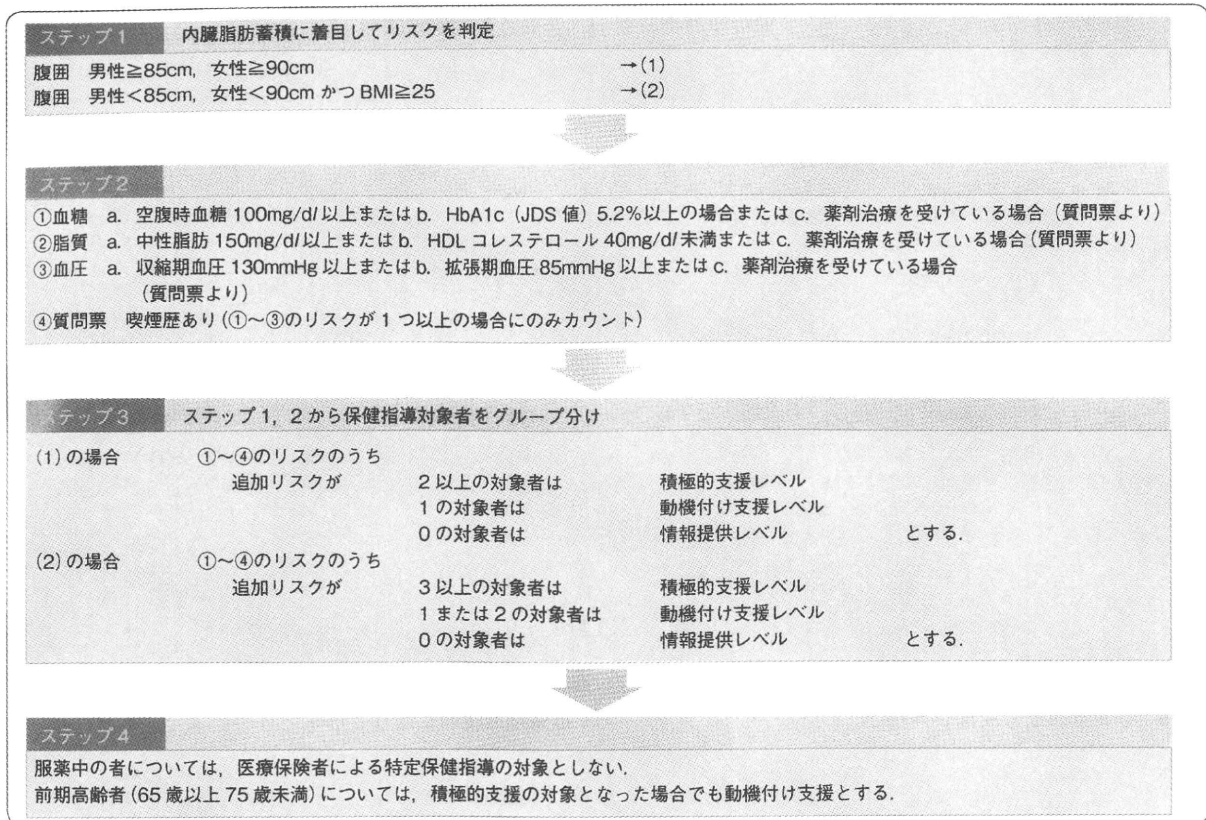 ステップ1 内臓脂肪蓄積に着目してリスクを判定
腹囲 男性≧85cm，女性≧90cm →(1)
腹囲 男性＜85cm，女性＜90cm かつ BMI≧25 →(2)
ステップ2
①血糖 a. 空腹時血糖 100mg/dl以上または b. HbA1c（JDS 値）5.2%以上の場合または c. 薬剤治療を受けている場合（質問票より）
②脂質 a. 中性脂肪 150mg/dl以上または b. HDL コレステロール 40mg/dl未満または c. 薬剤治療を受けている場合（質問票より）
③血圧 a. 収縮期血圧 130mmHg 以上または b. 拡張期血圧 85mmHg 以上または c. 薬剤治療を受けている場合
（質問票より）
④質問票 喫煙歴あり（①〜③のリスクが 1 つ以上の場合にのみカウント）
ステップ3 ステップ 1，2 から保健指導対象者をグループ分け
(1)の場合 ①〜④のリスクのうち
追加リスクが 2 以上の対象者は 積極的支援レベル
1 の対象者は 動機付け支援レベル
0 の対象者は 情報提供レベル とする．
(2)の場合 ①〜④のリスクのうち
追加リスクが 3 以上の対象者は 積極的支援レベル
1 または 2 の対象者は 動機付け支援レベル
0 の対象者は 情報提供レベル とする．
ステップ4
服薬中の者については，医療保険者による特定保健指導の対象としない．
前期高齢者（65 歳以上 75 歳未満）については，積極的支援の対象となった場合でも動機付け支援とする．